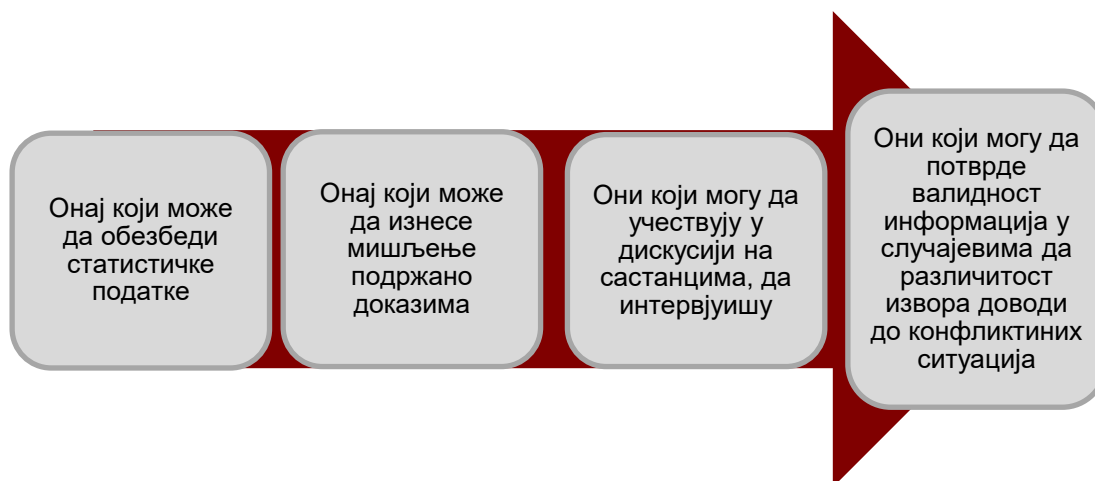 Онај који може
да обезбеди
статистичке
податке
Онај који може
да изнесе
мишљење
подржано
доказима
Они који могу да
учествују у
дискусији на
састанцима, да
интервјуишу
Они који могу да
потврде
валидност
информација у
случајевима да
различитост
извора доводи
до конфликтиних
ситуација